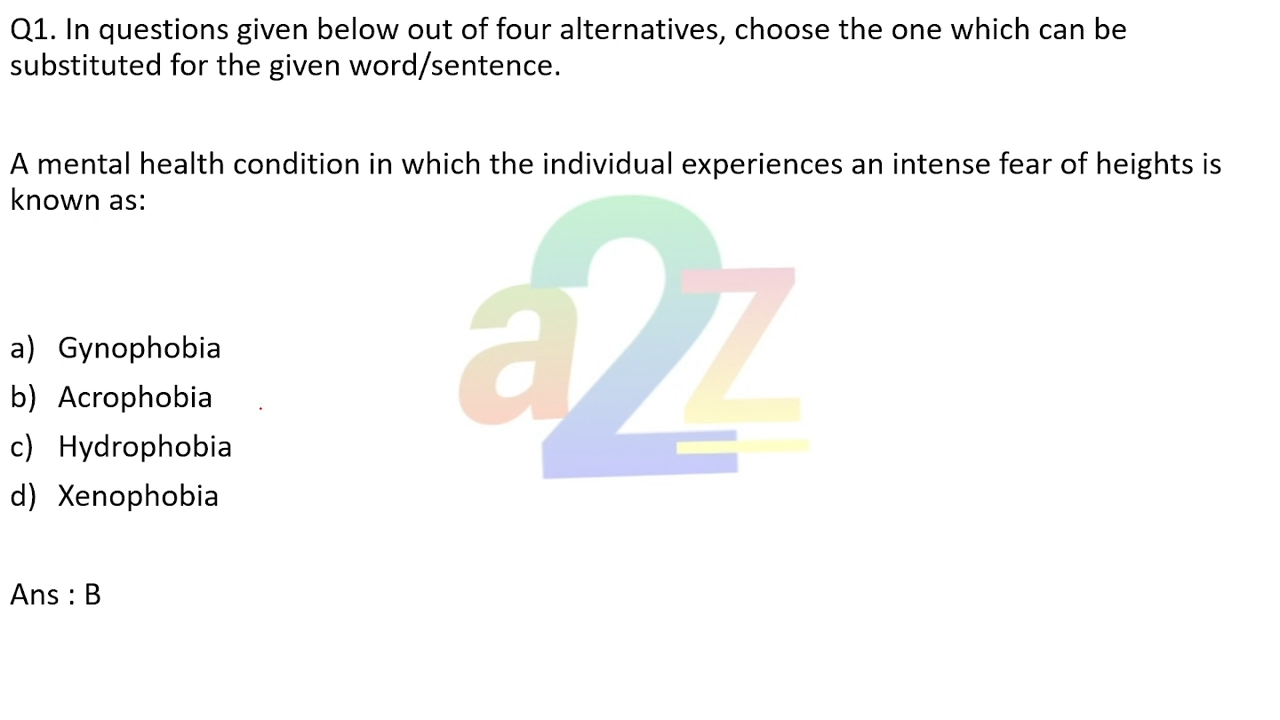 Q1. In questions given below out of four alternatives, choose the one which can be
substituted for the given word/sentence.
A mental health condition in which the individual experiences an intense fear of heights is
known as:
a2z
a) Gynophobia
b) Acrophobia
c) Hydrophobia
d) Xenophobia
Ans : B